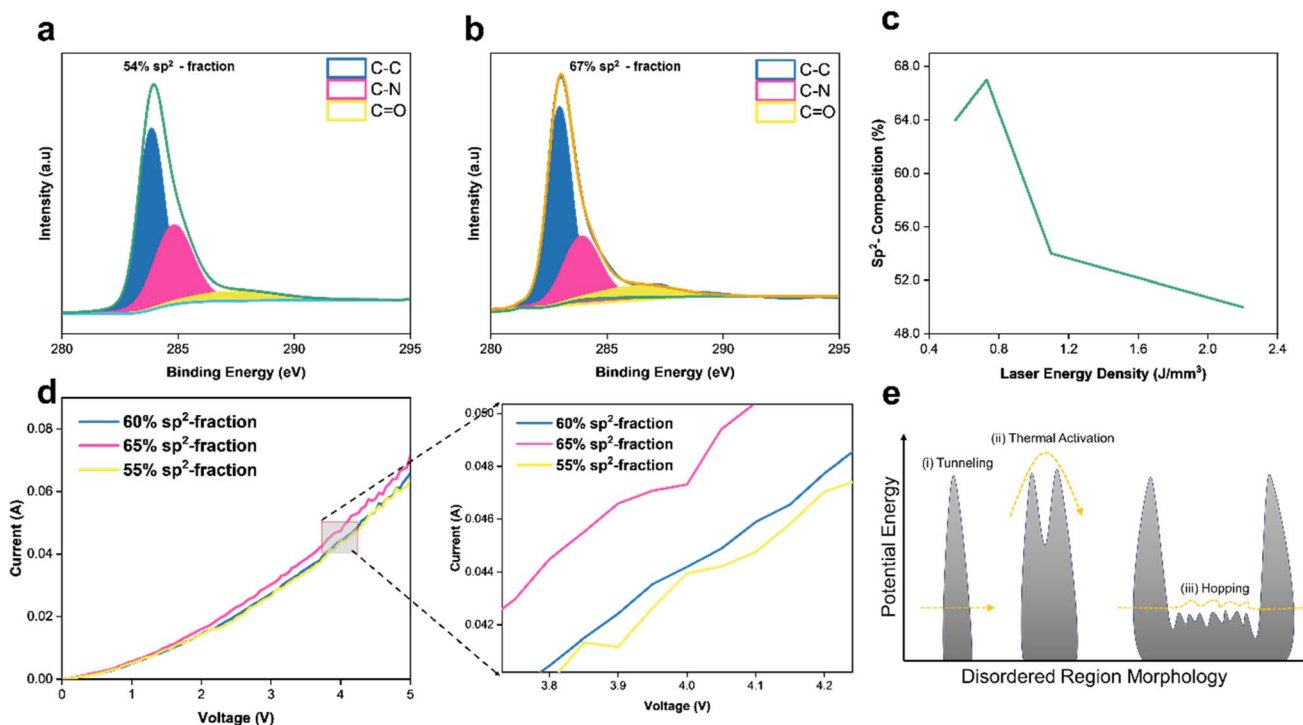 a
54% sp² - fraction
C-C
C-N
C=O
Intensity (a.u)
280 285 290 295
Binding Energy (eV)
b
67% sp² - fraction
C-C
C-N
C=O
Intensity (a.u)
280 285 290 295
Binding Energy (eV)
c
68.0
64.0
60.0
56.0
52.0
48.0
Sp²- Composition (%)
0.4 0.8 1.2 1.6 2.0 2.4
Laser Energy Density (J/mm³)
d
60% sp²-fraction
65% sp²-fraction
55% sp²-fraction
0.08
0.06
0.04
0.02
0.00
Current (A)
0 1 2 3 4 5
Voltage (V)
60% sp²-fraction
65% sp²-fraction
55% sp²-fraction
0.050
0.048
0.046
0.044
0.042
Current (A)
3.8 3.9 4.0 4.1 4.2
Voltage (V)
e
(i) Tunneling
(ii) Thermal Activation
(iii) Hopping
Potential Energy
Disordered Region Morphology